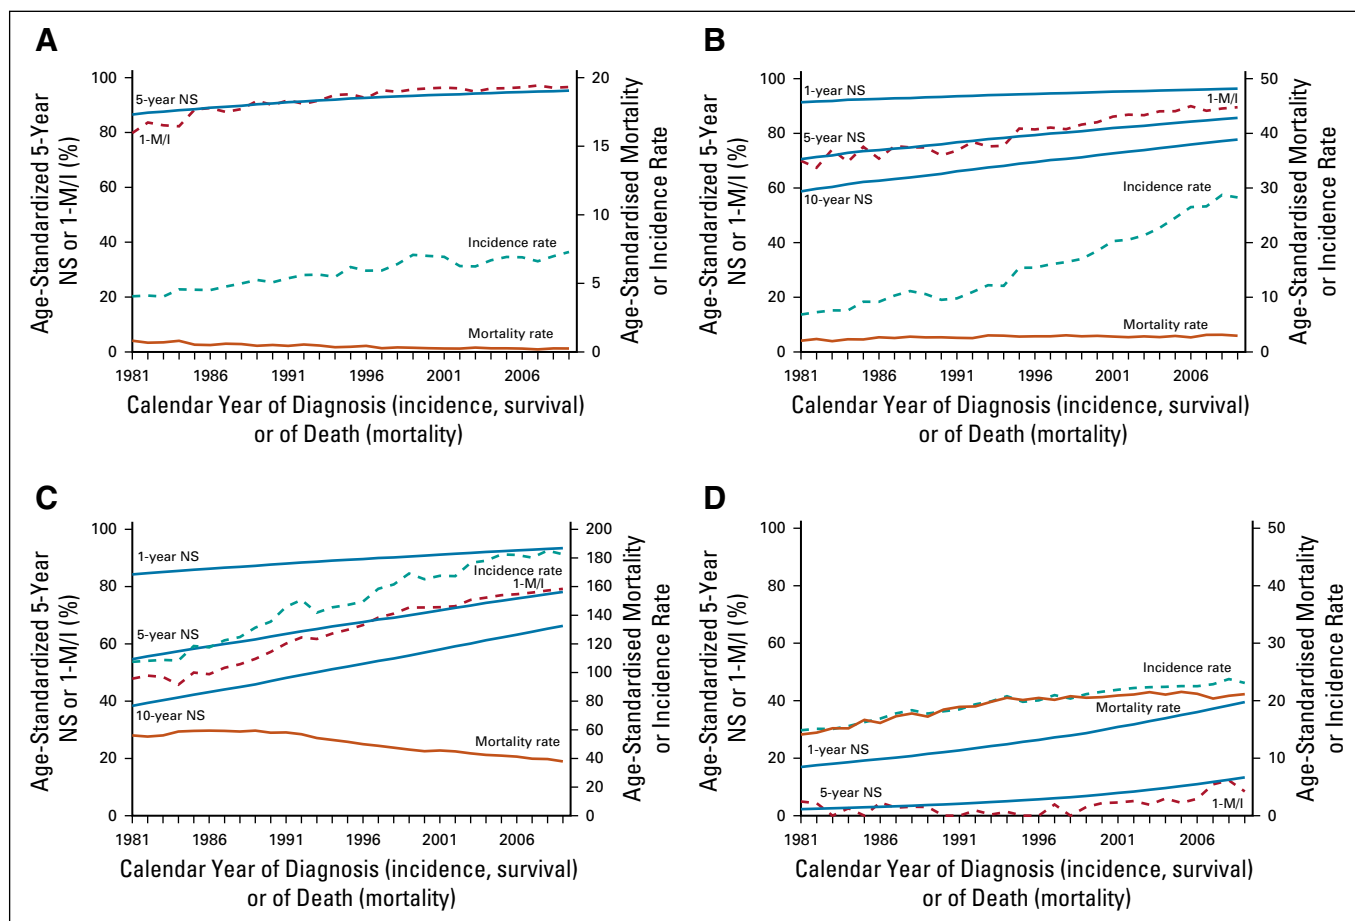 A
Age-Standardized 5-Year
NS or 1-M/I (%)
100
80
60
40
20
0
5-year NS
1-M/I
Incidence rate
Mortality rate
20
15
10
5
0
Age-Standardised Mortality
or Incidence Rate
1981 1986 1991 1996 2001 2006
Calendar Year of Diagnosis (incidence, survival)
or of Death (mortality)
B
Age-Standardized 5-Year
NS or 1-M/I (%)
100
80
60
40
20
0
1-year NS
1-M/I
5-year NS
10-year NS
Incidence rate
Mortality rate
50
40
30
20
10
0
Age-Standardised Mortality
or Incidence Rate
1981 1986 1991 1996 2001 2006
Calendar Year of Diagnosis (incidence, survival)
or of Death (mortality)
C
Age-Standardized 5-Year
NS or 1-M/I (%)
100
80
60
40
20
0
1-year NS
Incidence rate
1-M/I
5-year NS
10-year NS
Mortality rate
200
180
160
140
120
100
80
60
40
20
0
Age-Standardised Mortality
or Incidence Rate
1981 1986 1991 1996 2001 2006
Calendar Year of Diagnosis (incidence, survival)
or of Death (mortality)
D
Age-Standardized 5-Year
NS or 1-M/I (%)
100
80
60
40
20
0
Incidence rate
Mortality rate
1-year NS
5-year NS
1-M/I
50
40
30
20
10
0
Age-Standardised Mortality
or Incidence Rate
1981 1986 1991 1996 2001 2006
Calendar Year of Diagnosis (incidence, survival)
or of Death (mortality)